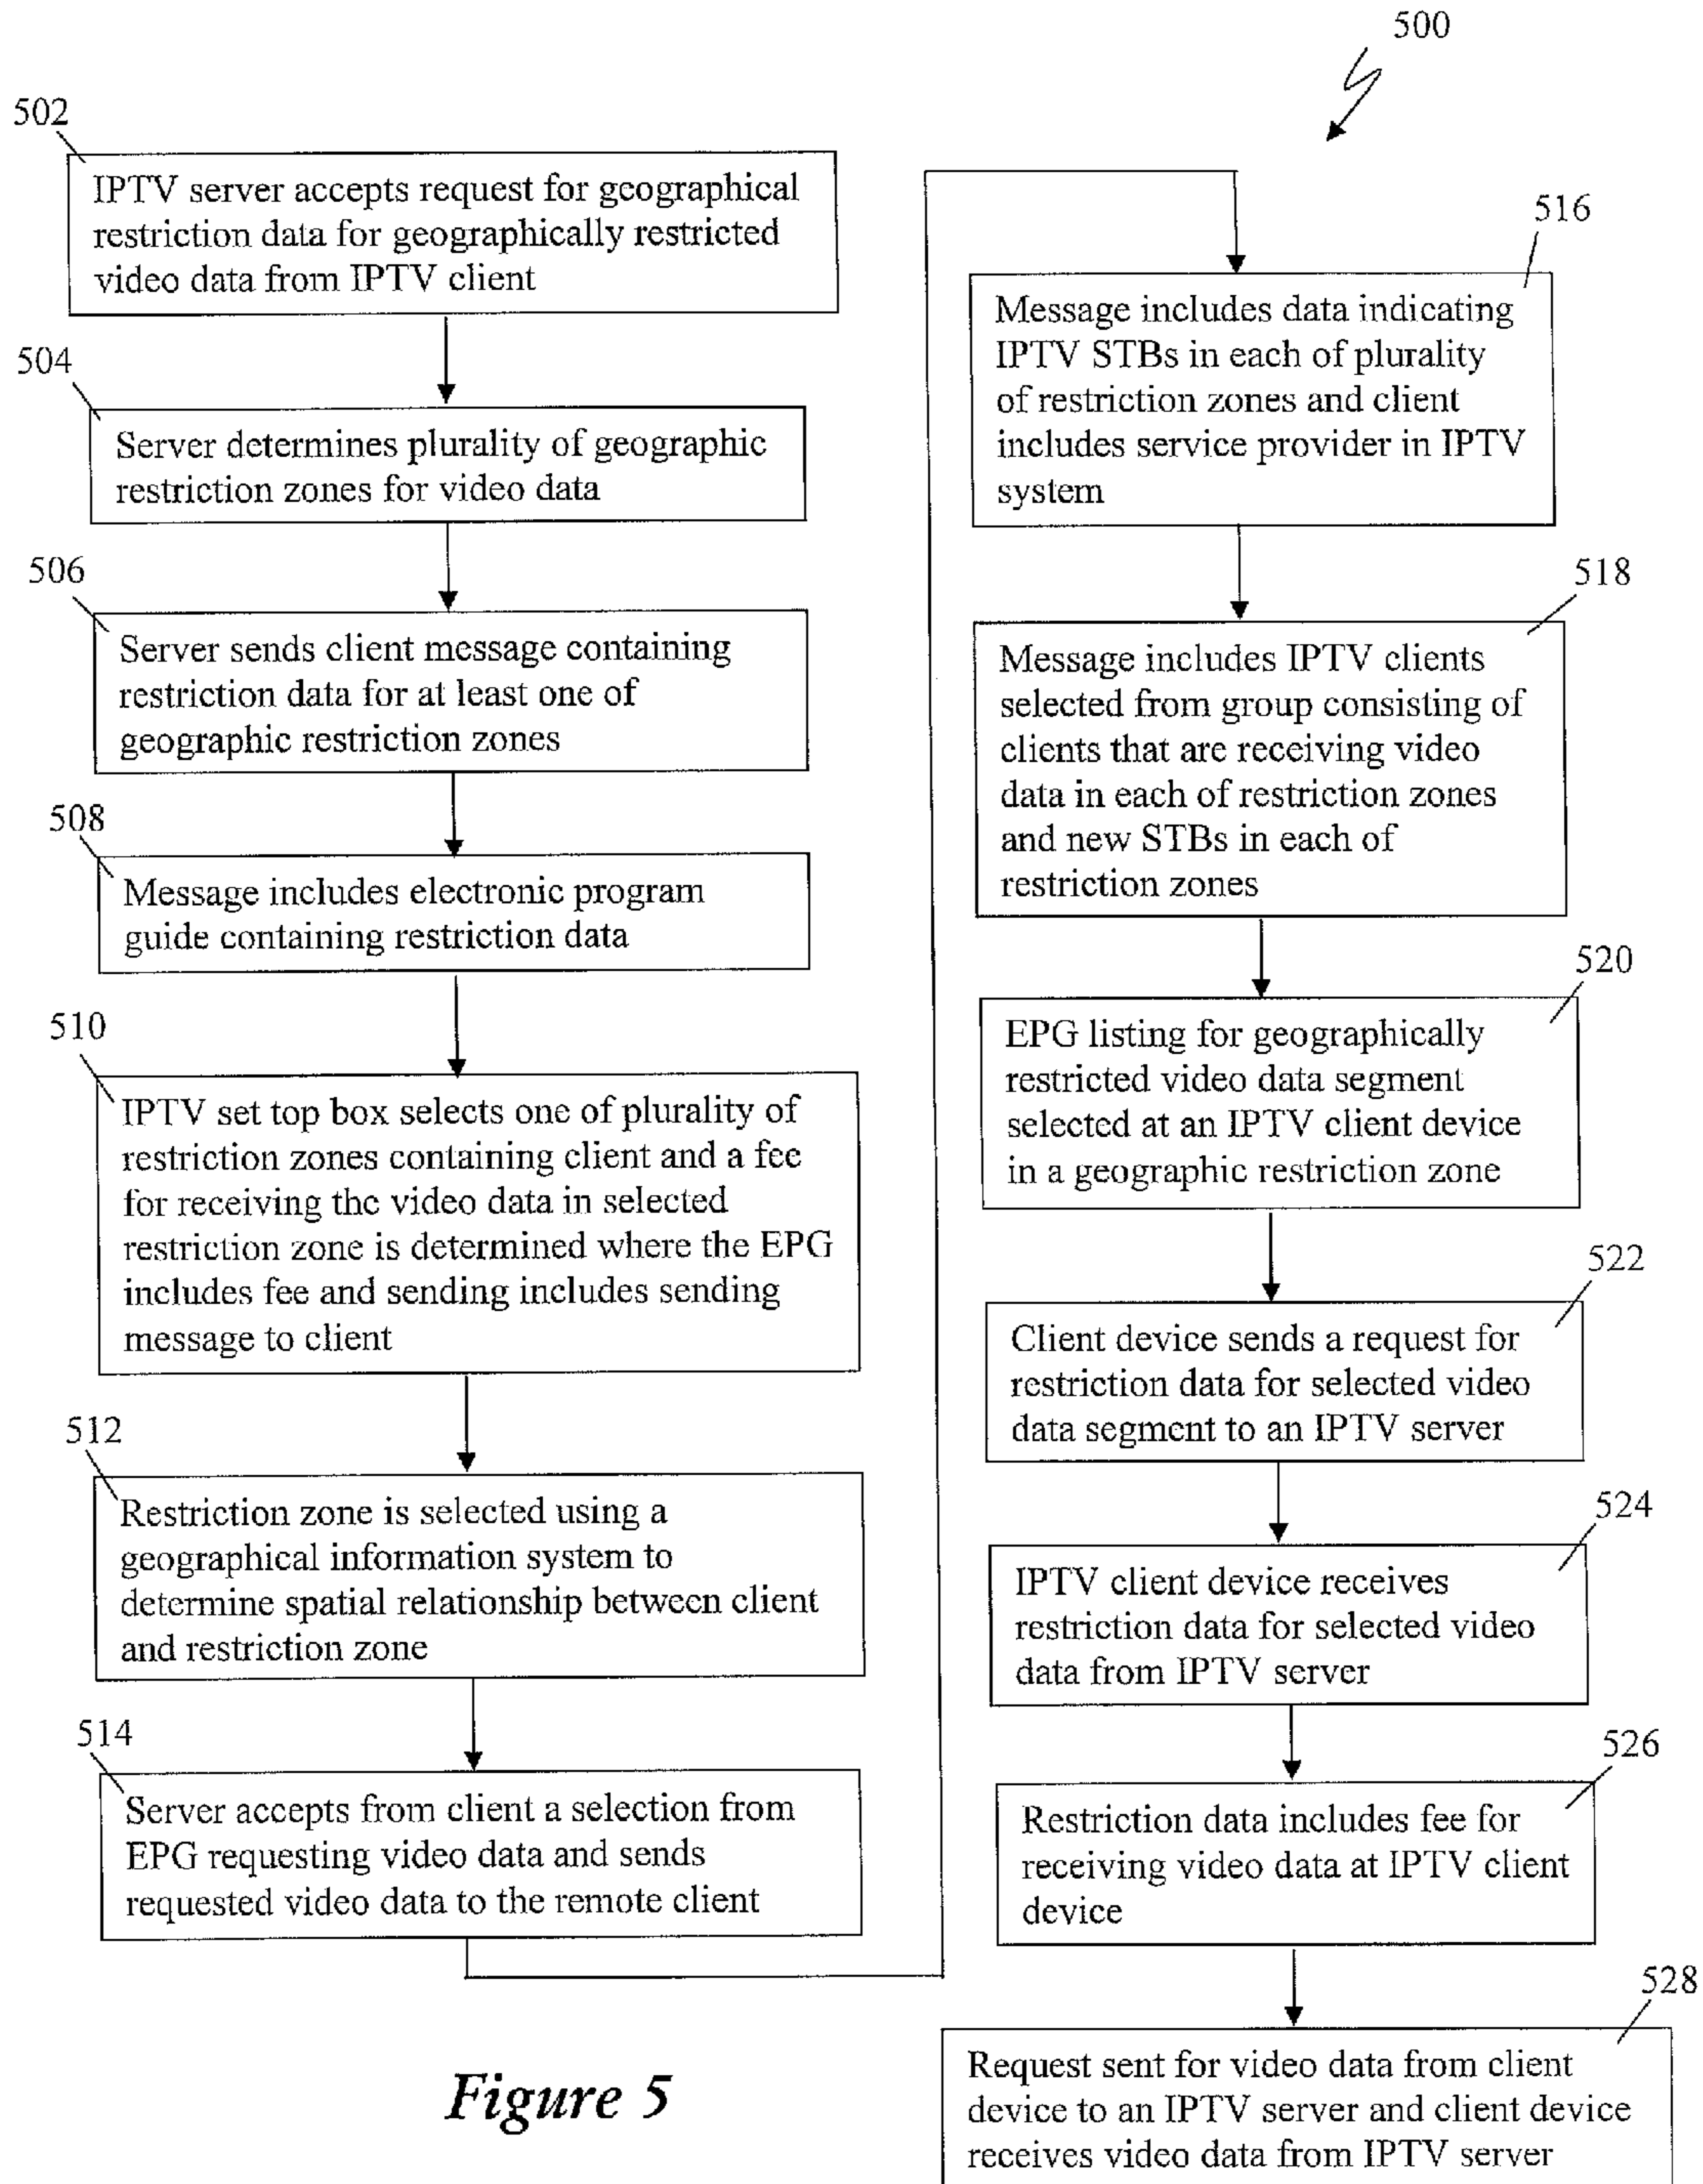 500
502
IPTV server accepts request for geographical
restriction data for geographically restricted
video data from IPTV client
504
Server determines plurality of geographic
restriction zones for video data
506
Server sends client message containing
restriction data for at least one of
geographic restriction zones
508
Message includes electronic program
guide containing restriction data
510
IPTV set top box selects one of plurality of
restriction zones containing client and a fee
for receiving the video data in selected
restriction zone is determined where the EPG
includes fee and sending includes sending
message to client
512
Restriction zone is selected using a
geographical information system to
determine spatial relationship between client
and restriction zone
514
Server accepts from client a selection from
EPG requesting video data and sends
requested video data to the remote client
516
Message includes data indicating
IPTV STBs in each of plurality
of restriction zones and client
includes service provider in IPTV
system
518
Message includes IPTV clients
selected from group consisting of
clients that are receiving video
data in each of restriction zones
and new STBs in each of
restriction zones
520
EPG listing for geographically
restricted video data segment
selected at an IPTV client device
in a geographic restriction zone
522
Client device sends a request for
restriction data for selected video
data segment to an IPTV server
524
IPTV client device receives
restriction data for selected video
data from IPTV server
526
Restriction data includes fee for
receiving video data at IPTV client
device
528
Request sent for video data from client
device to an IPTV server and client device
receives video data from IPTV server
Figure 5